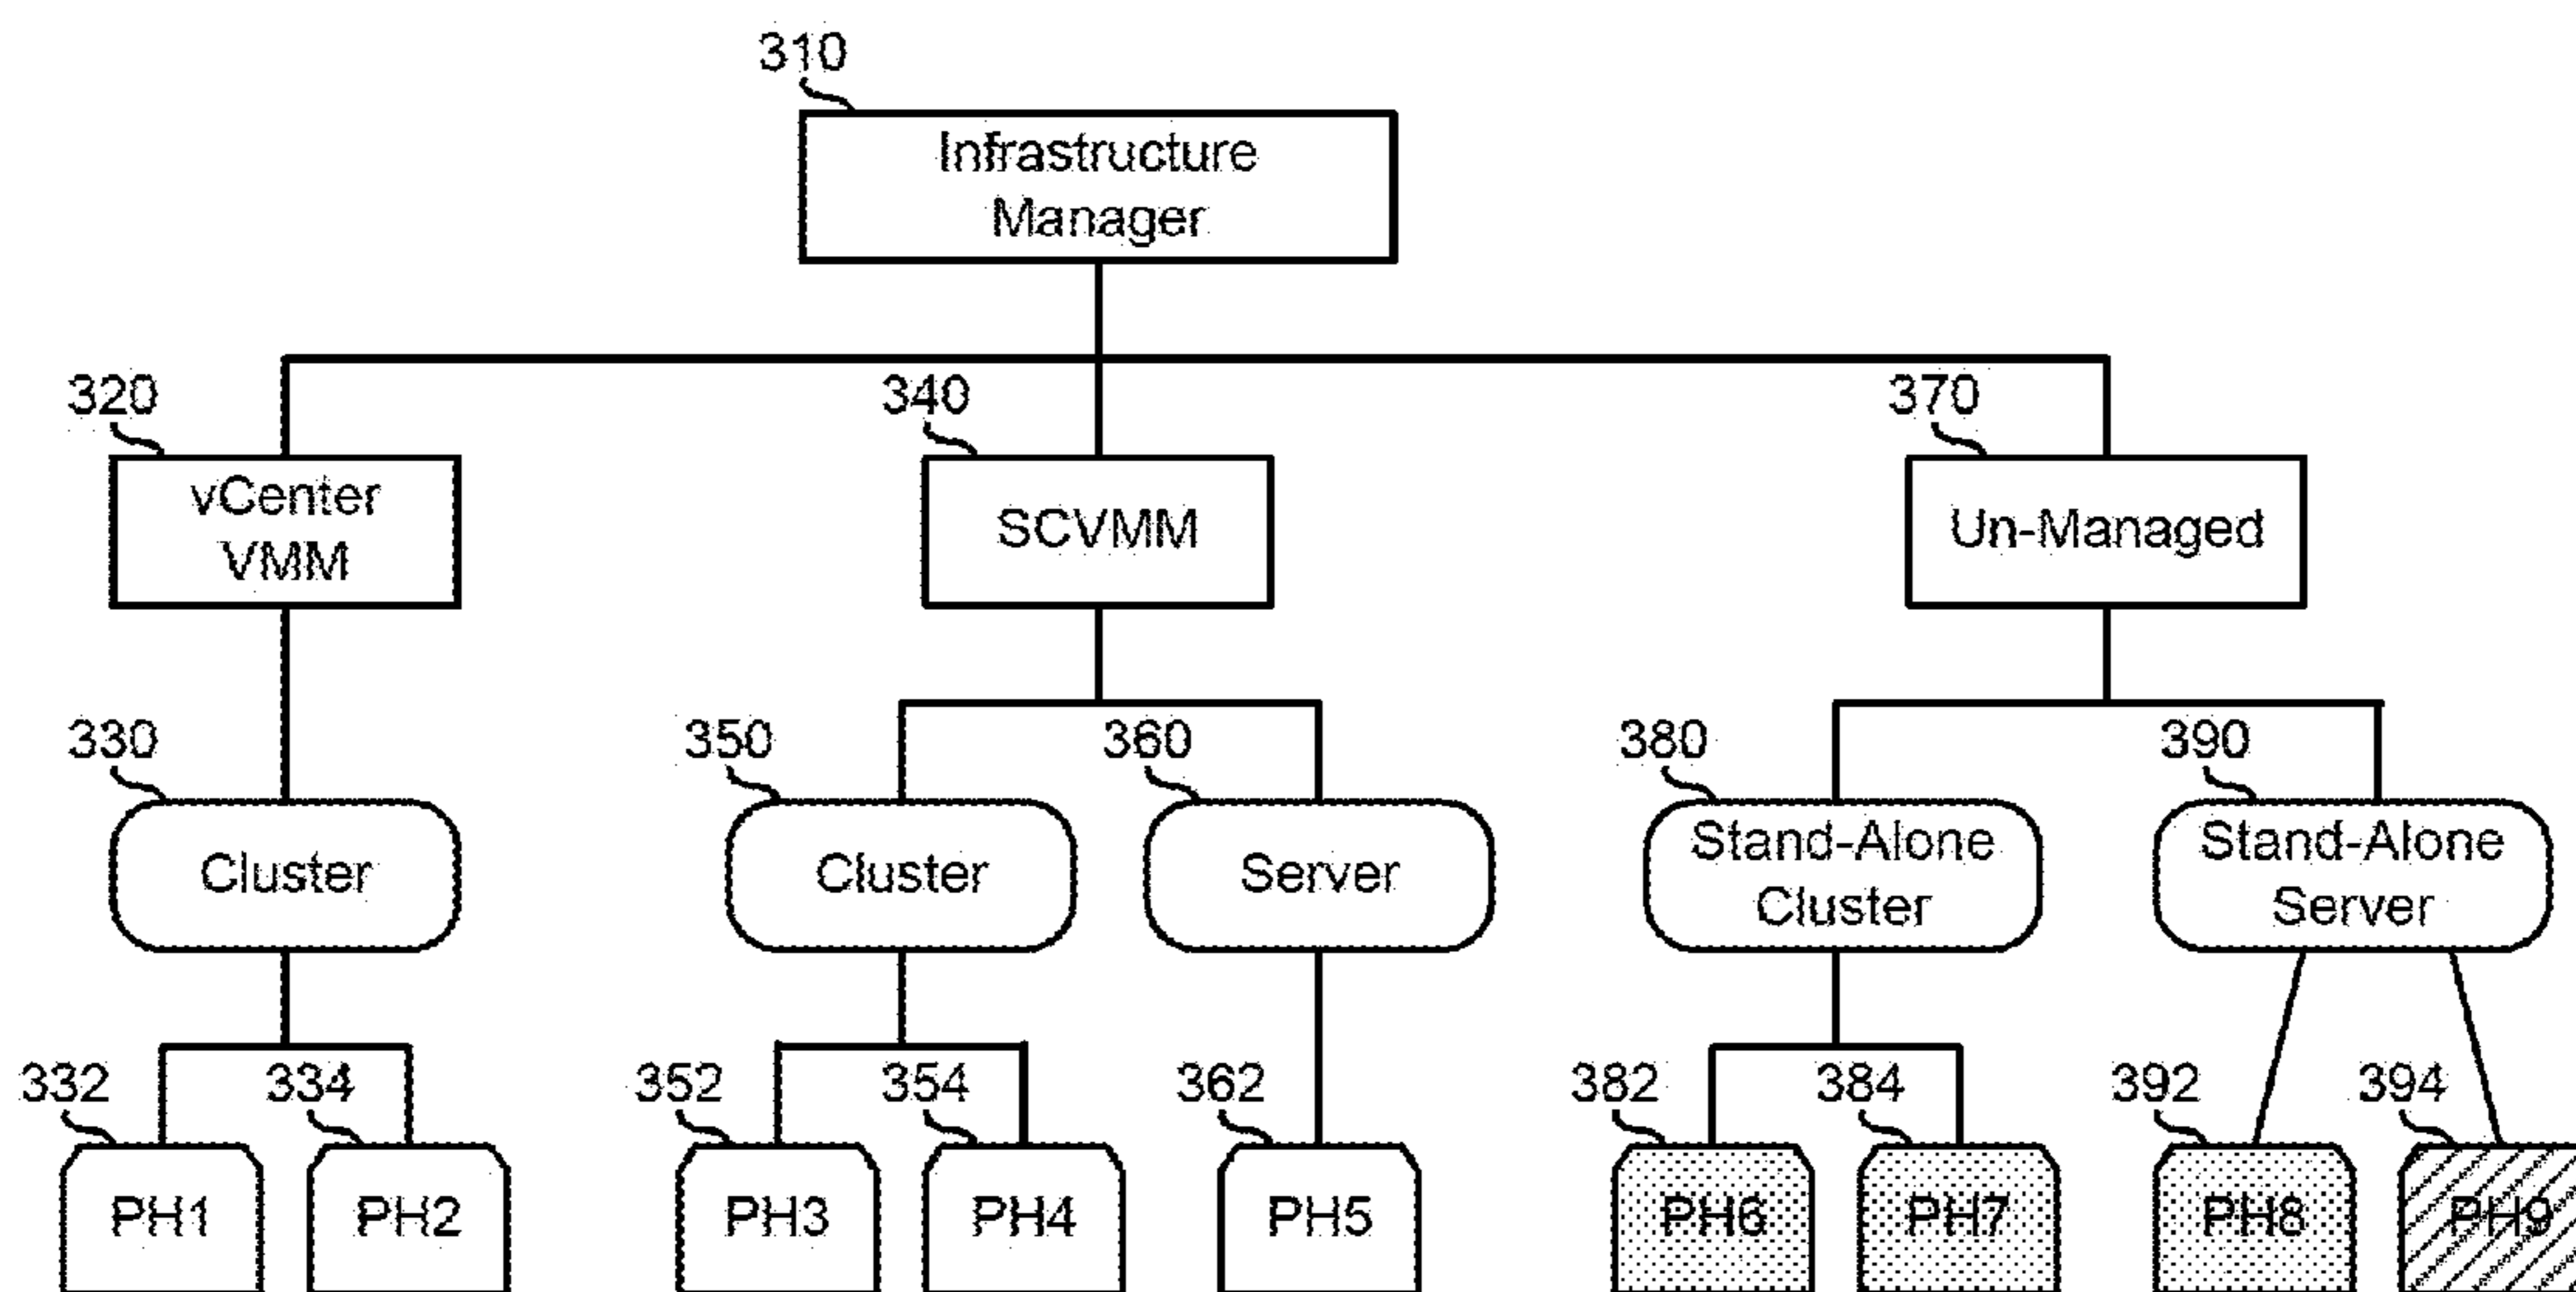 310
Infrastructure
Manager
320
340
370
vCenter
VMM
SCVMM
Un-Managed
330
350
360
380
390
Cluster
Cluster
Server
Stand-Alone
Cluster
Stand-Alone
Server
332
334
352
354
362
382
384
392
394
PH1
PH2
PH3
PH4
PH5
PH6
PH7
PH8
PH9